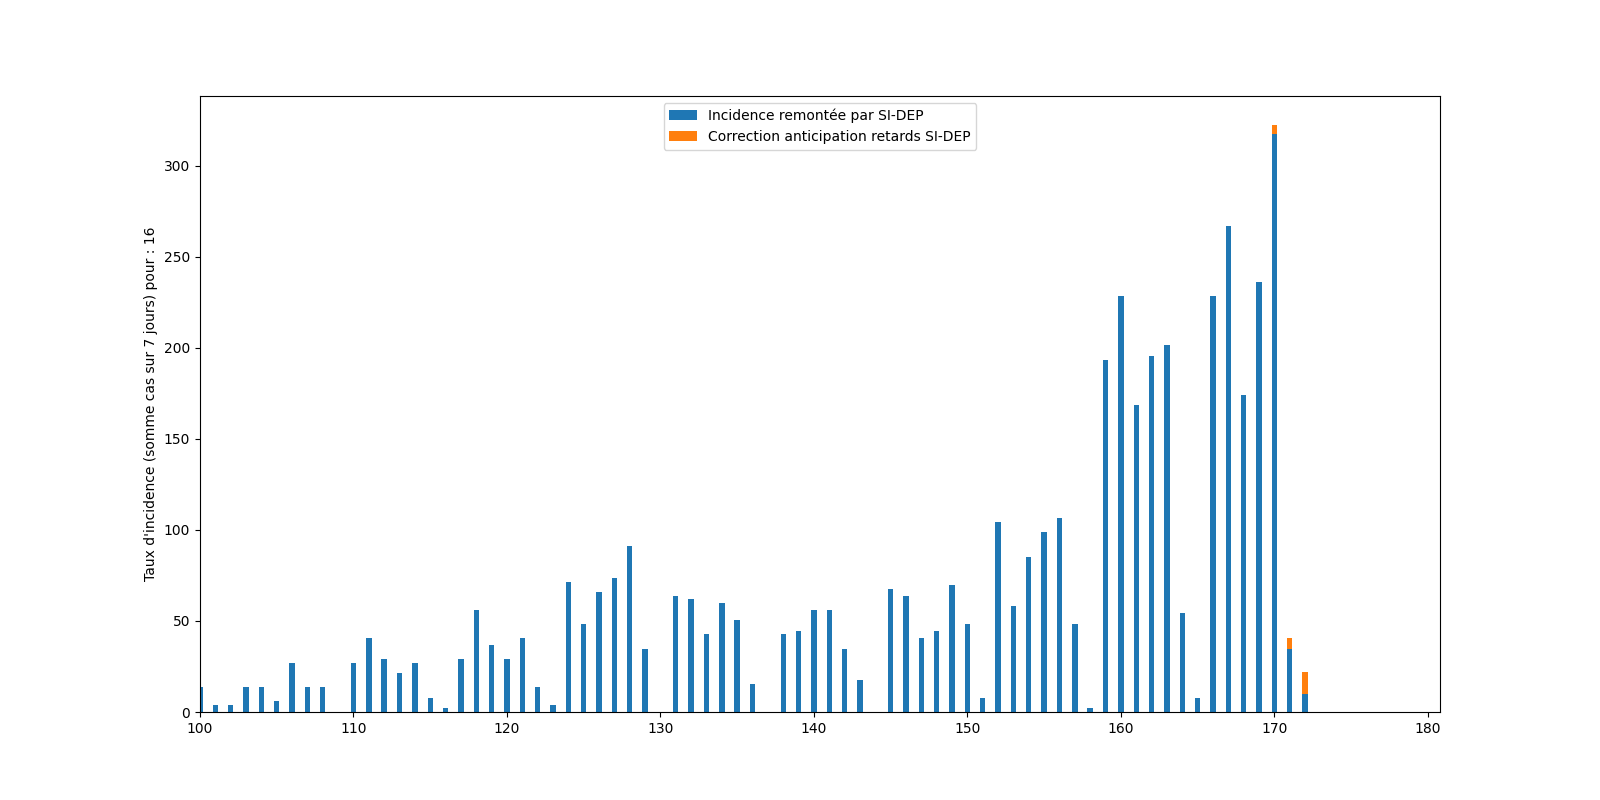 Incidence remontée par SI-DEP
Correction anticipation retards SI-DEP
Taux d'incidence (somme cas sur 7 jours) pour : 16
300
250
200
150
100
50
0
100 110 120 130 140 150 160 170 180